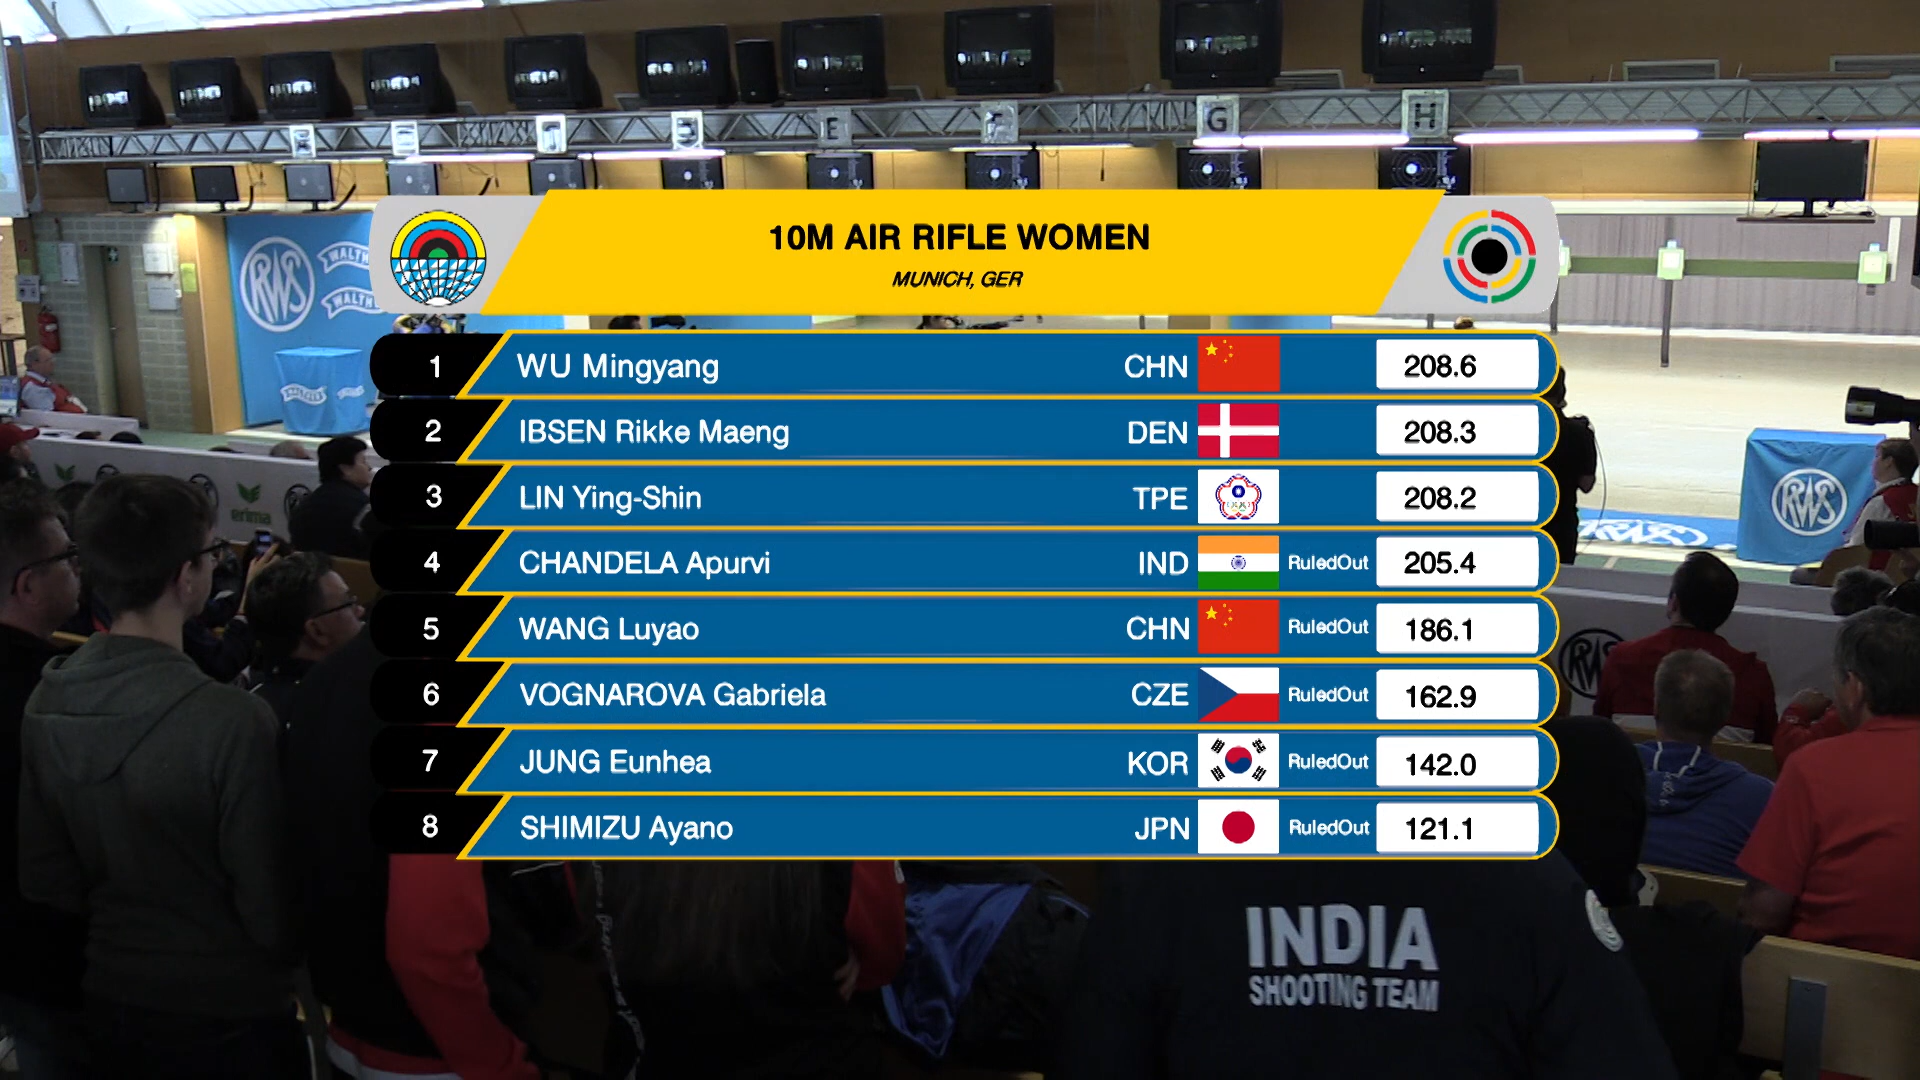 E
G
H
RWS
10M AIR RIFLE WOMEN
MUNICH, GER
1 WU Mingyang CHN 208.6
2 IBSEN Rikke Maeng DEN 208.3
3 LIN Ying-Shin TPE 208.2
4 CHANDELA Apurvi IND RuledOut 205.4
5 WANG Luyao CHN RuledOut 186.1
6 VOGNAROVA Gabriela CZE RuledOut 162.9
7 JUNG Eunhea KOR RuledOut 142.0
8 SHIMIZU Ayano JPN RuledOut 121.1
erima
RWS
RWS
INDIA
SHOOTING TEAM